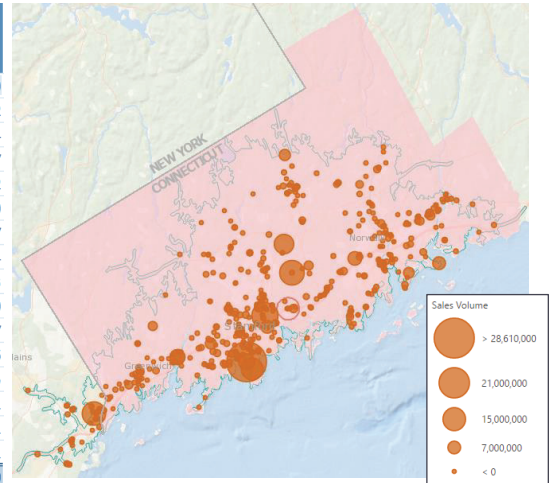 NEW YORK
CONNECTICUT
Norwalk
Stamford
Greenwich
lains
Sales Volume
> 28,610,000
21,000,000
15,000,000
7,000,000
< 0